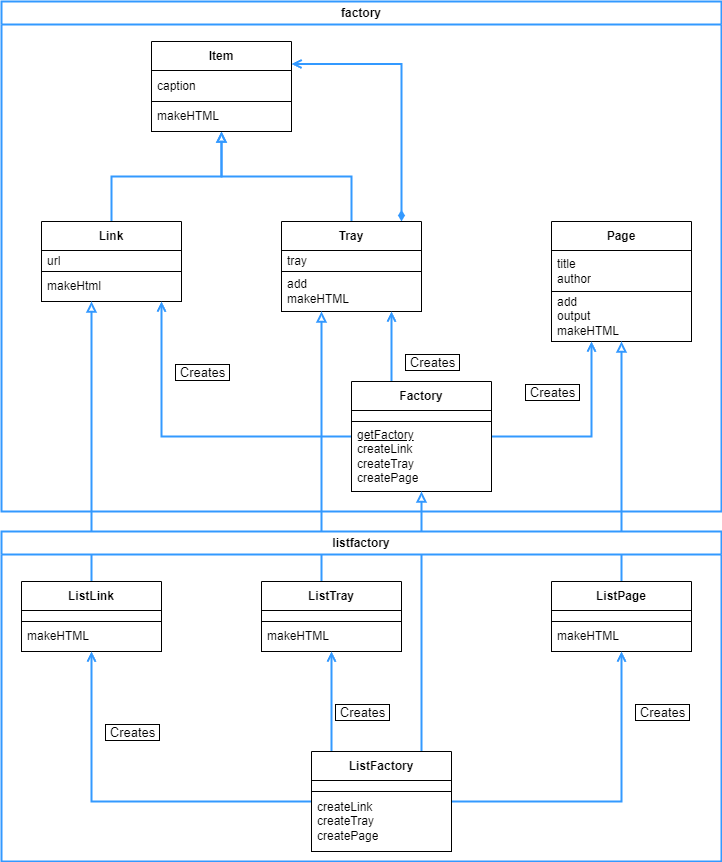 factory
Item
caption
makeHTML
Link
url
makeHtml
Tray
tray
add
makeHTML
Page
title
author
add
output
makeHTML
Creates
Creates
Creates
Factory
getFactory
createLink
createTray
createPage
listfactory
ListLink
makeHTML
ListTray
makeHTML
ListPage
makeHTML
Creates
Creates
Creates
ListFactory
createLink
createTray
createPage